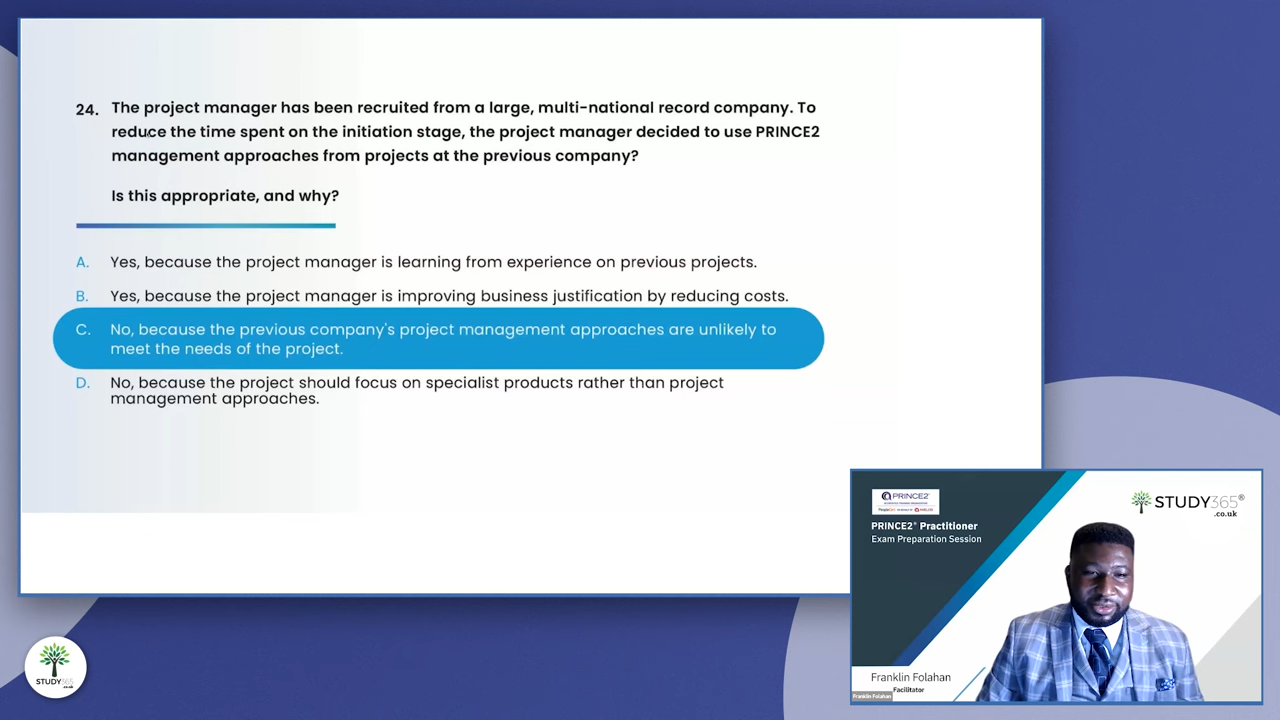 24. The project manager has been recruited from a large, multi-national record company. To
reduce the time spent on the initiation stage, the project manager decided to use PRINCE2
management approaches from projects at the previous company?
Is this appropriate, and why?
A. Yes, because the project manager is learning from experience on previous projects.
B. Yes, because the project manager is improving business justification by reducing costs.
C. No, because the previous company's project management approaches are unlikely to
meet the needs of the project.
D. No, because the project should focus on specialist products rather than project
management approaches.
PRINCE2
PRINCE2® Practitioner
Exam Preparation Session
STUDY365®
.co.uk
Franklin Folahan
Facilitator
Franklin Folahan
STUDY365
.co.uk